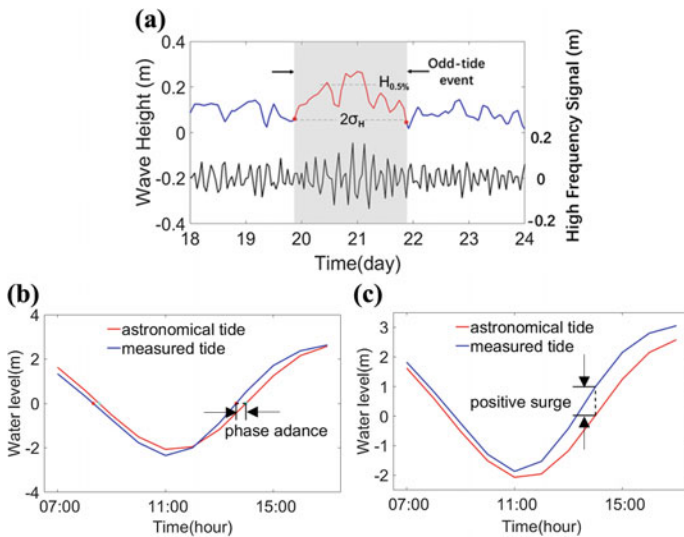 (a)
0.4
0.2
0
-0.2
-0.4
Wave Height (m)
Odd-tide
event
H0.5%
2σH
0.2
0
-0.2
High Frequency Signal (m)
18 19 20 21 22 23 24
Time(day)
(b)
4
2
0
-2
-4
Water level(m)
astronomical tide
measured tide
phase adance
07:00 11:00 15:00
Time(hour)
(c)
3
2
1
0
-1
-2
Water level(m)
astronomical tide
measured tide
positive surge
07:00 11:00 15:00
Time(hour)